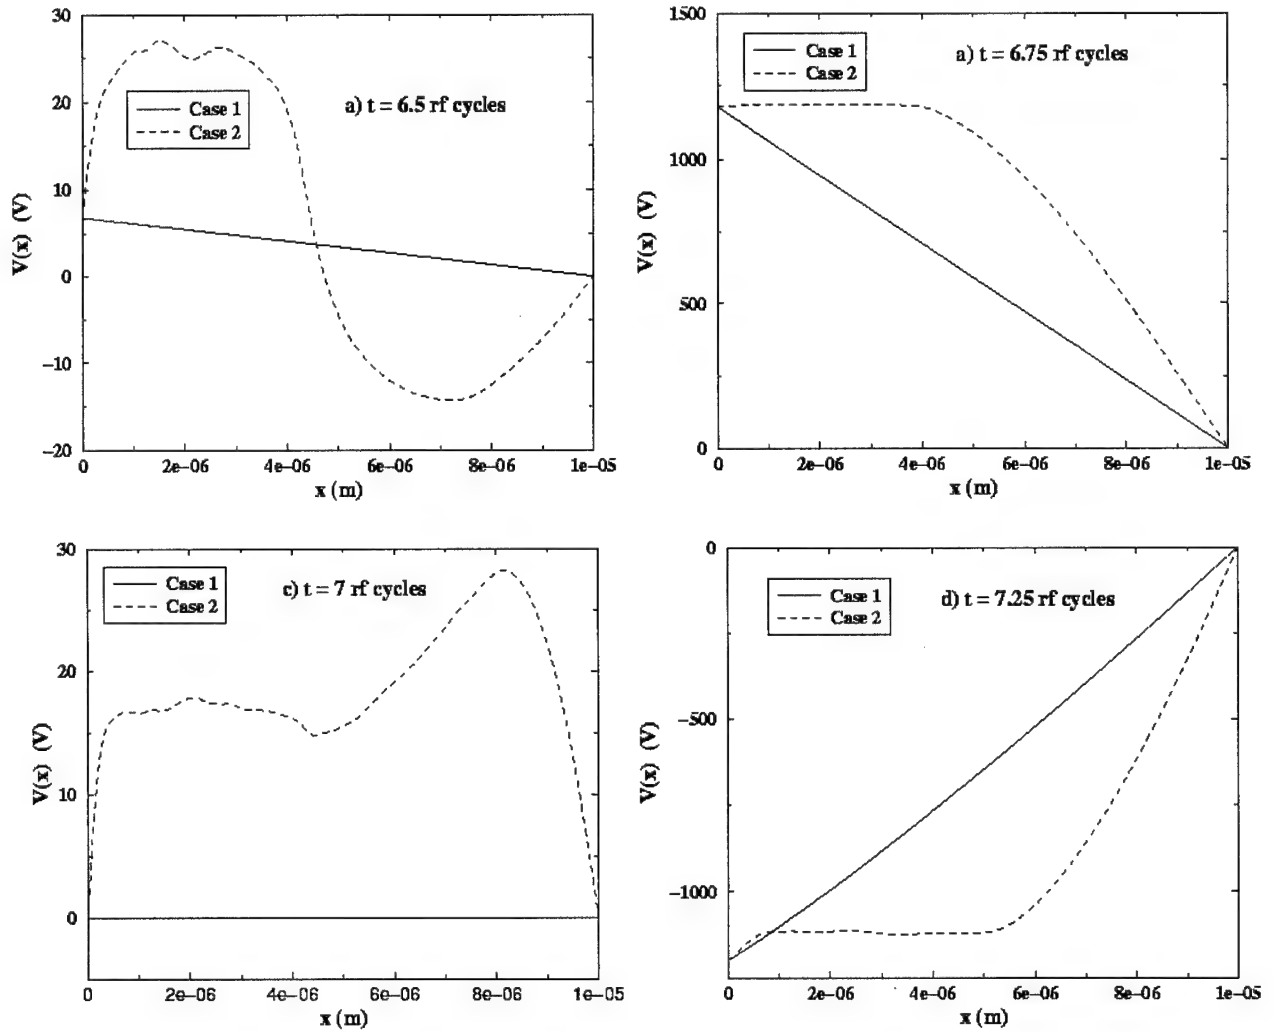 30
20
10
0
−10
−20
V(x) (V)
Case 1
Case 2
a) t = 6.5 rf cycles
0
2e−06
4e−06
6e−06
8e−06
1e−05
x (m)
1500
1000
500
0
V(x) (V)
Case 1
Case 2
a) t = 6.75 rf cycles
0
2e−06
4e−06
6e−06
8e−06
1e−05
x (m)
30
20
10
0
V(x) (V)
Case 1
Case 2
c) t = 7 rf cycles
0
2e−06
4e−06
6e−06
8e−06
1e−05
x (m)
0
−500
−1000
V(x) (V)
Case 1
Case 2
d) t = 7.25 rf cycles
0
2e−06
4e−06
6e−06
8e−06
1e−05
x (m)